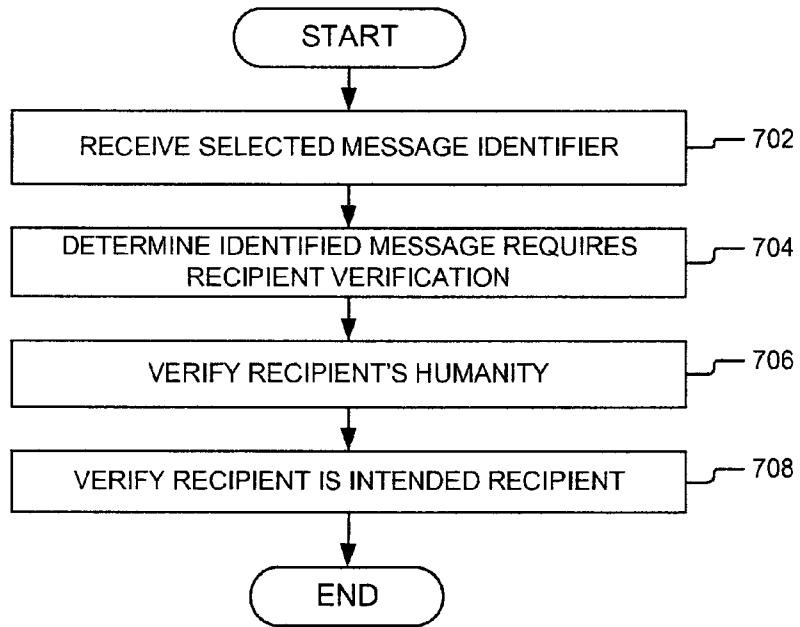 START
RECEIVE SELECTED MESSAGE IDENTIFIER
702
DETERMINE IDENTIFIED MESSAGE REQUIRES
RECIPIENT VERIFICATION
704
VERIFY RECIPIENT'S HUMANITY
706
VERIFY RECIPIENT IS INTENDED RECIPIENT
708
END